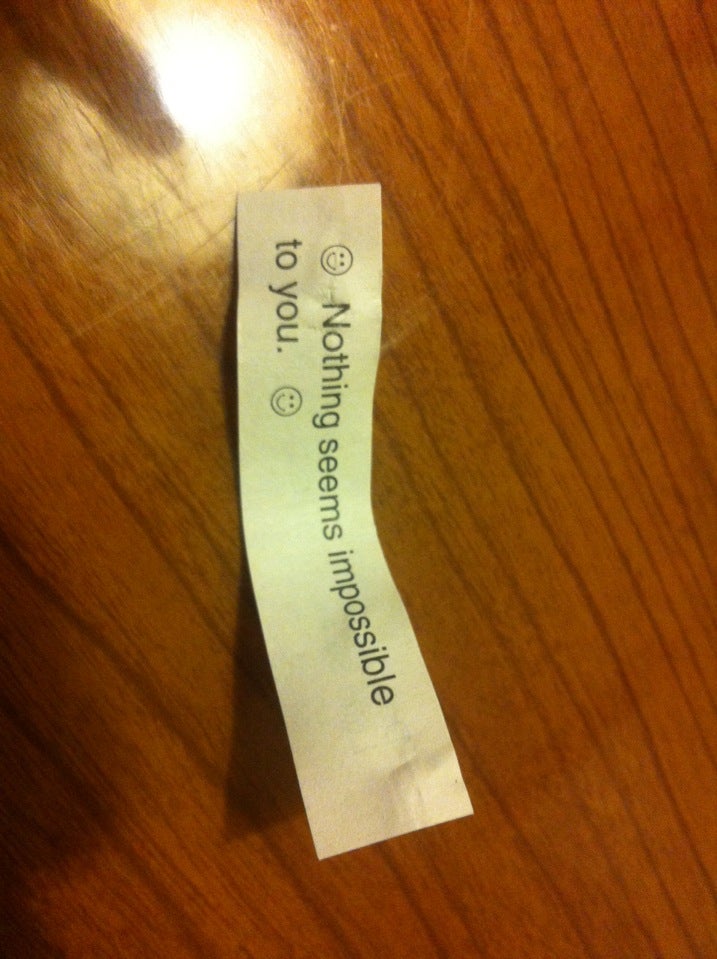 ☺ Nothing seems impossible
to you. ☺